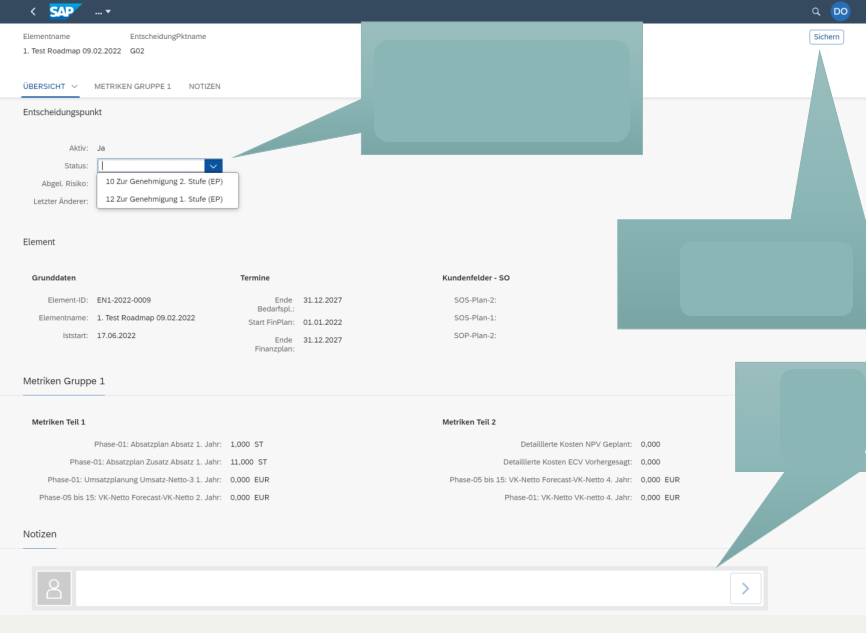 SAP ... DO
Elementname EntscheidungPktname
1. Test Roadmap 09.02.2022 G02
Sichern
ÜBERSICHT METRIKEN GRUPPE 1 NOTIZEN
Entscheidungspunkt
Aktiv: Ja
Status:
10 Zur Genehmigung 2. Stufe (EP)
Abgel. Risiko:
12 Zur Genehmigung 1. Stufe (EP)
Letzter Änderer:
Element
Grunddaten Termine Kundenfelder - SO
Element-ID: EN1-2022-0009 Ende Bedarfspl.: 31.12.2027 SOS-Plan-2:
Elementname: 1. Test Roadmap 09.02.2022 Start FinPlan: 01.01.2022 SOS-Plan-1:
Iststart: 17.06.2022 Ende Finanzplan: 31.12.2027 SOP-Plan-2:
Metriken Gruppe 1
Metriken Teil 1 Metriken Teil 2
Phase-01: Absatzplan Absatz 1. Jahr: 1,000 ST Detaillierte Kosten NPV Geplant: 0,000
Phase-01: Absatzplan Zusatz Absatz 1. Jahr: 11,000 ST Detaillierte Kosten ECV Vorhergesagt: 0,000
Phase-01: Umsatzplanung Umsatz-Netto-3 1. Jahr: 0,000 EUR Phase-05 bis 15: VK-Netto Forecast-VK-Netto 4. Jahr: 0,000 EUR
Phase-05 bis 15: VK-Netto Forecast-VK-Netto 2. Jahr: 0,000 EUR Phase-01: VK-Netto VK-Netto 4. Jahr: 0,000 EUR
Notizen